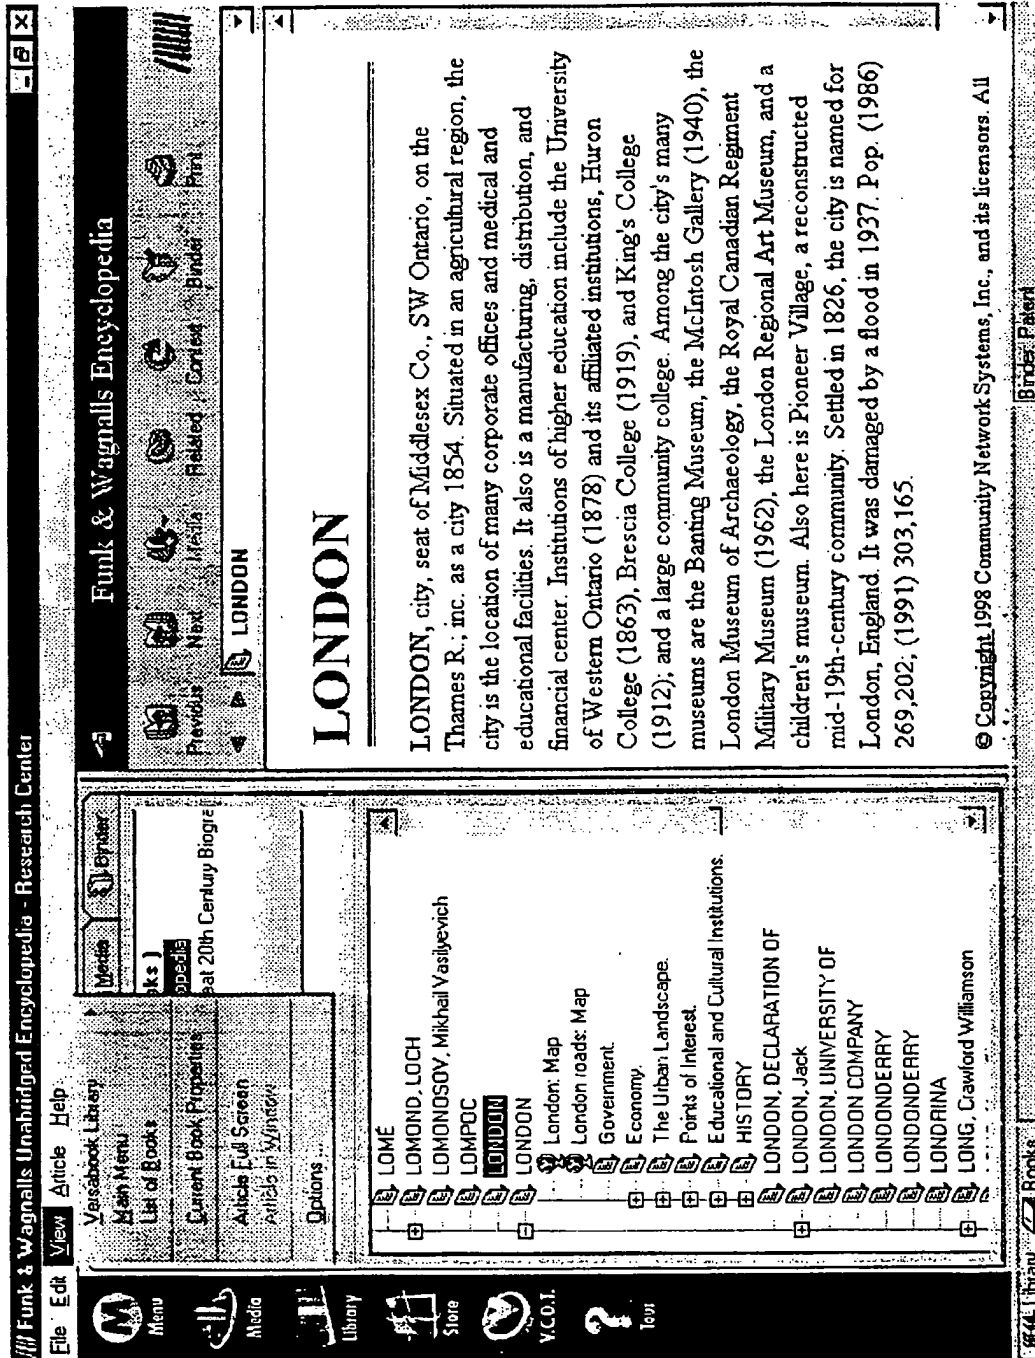 Funk & Wagnalls Unabridged Encyclopedia - Research Center
File Edit View Article Help
Menu
Media
Library
Store
V.C.O.T.
Tour
Versabook Library
Main Menu
List of Books
Current Book Properties
Article Full Screen
Article in Window
Options ...
Media
Binder
oks )
opedia
eat 20th Century Biogra
LOMÉ
LOMOND, LOCH
LOMONOSOV, Mikhail Vasilyevich
LOMPOC
LONDON
LONDON
London: Map
London roads: Map
Government.
Economy.
The Urban Landscape.
Points of Interest.
Educational and Cultural Institutions.
HISTORY
LONDON, DECLARATION OF
LONDON, Jack
LONDON, UNIVERSITY OF
LONDON COMPANY
LONDONDERRY
LONDONDERRY
LONDRINA
LONG, Crawford Williamson
Funk & Wagnalls Encyclopedia
Previous Next Media Related Context Binder Print
LONDON
LONDON
LONDON, city, seat of Middlesex Co., SW Ontario, on the
Thames R.; inc. as a city 1854. Situated in an agricultural region, the
city is the location of many corporate offices and medical and
educational facilities. It also is a manufacturing, distribution, and
financial center. Institutions of higher education include the University
of Western Ontario (1878) and its affiliated institutions, Huron
College (1863), Brescia College (1919), and King's College
(1912); and a large community college. Among the city's many
museums are the Banting Museum, the McIntosh Gallery (1940), the
London Museum of Archaeology, the Royal Canadian Regiment
Military Museum (1962), the London Regional Art Museum, and a
children's museum. Also here is Pioneer Village, a reconstructed
mid-19th-century community. Settled in 1826, the city is named for
London, England. It was damaged by a flood in 1937. Pop. (1986)
269,202; (1991) 303,165.
© Copyright 1998 Community Network Systems, Inc., and its licensors. All
Library Books
Binder: Patent